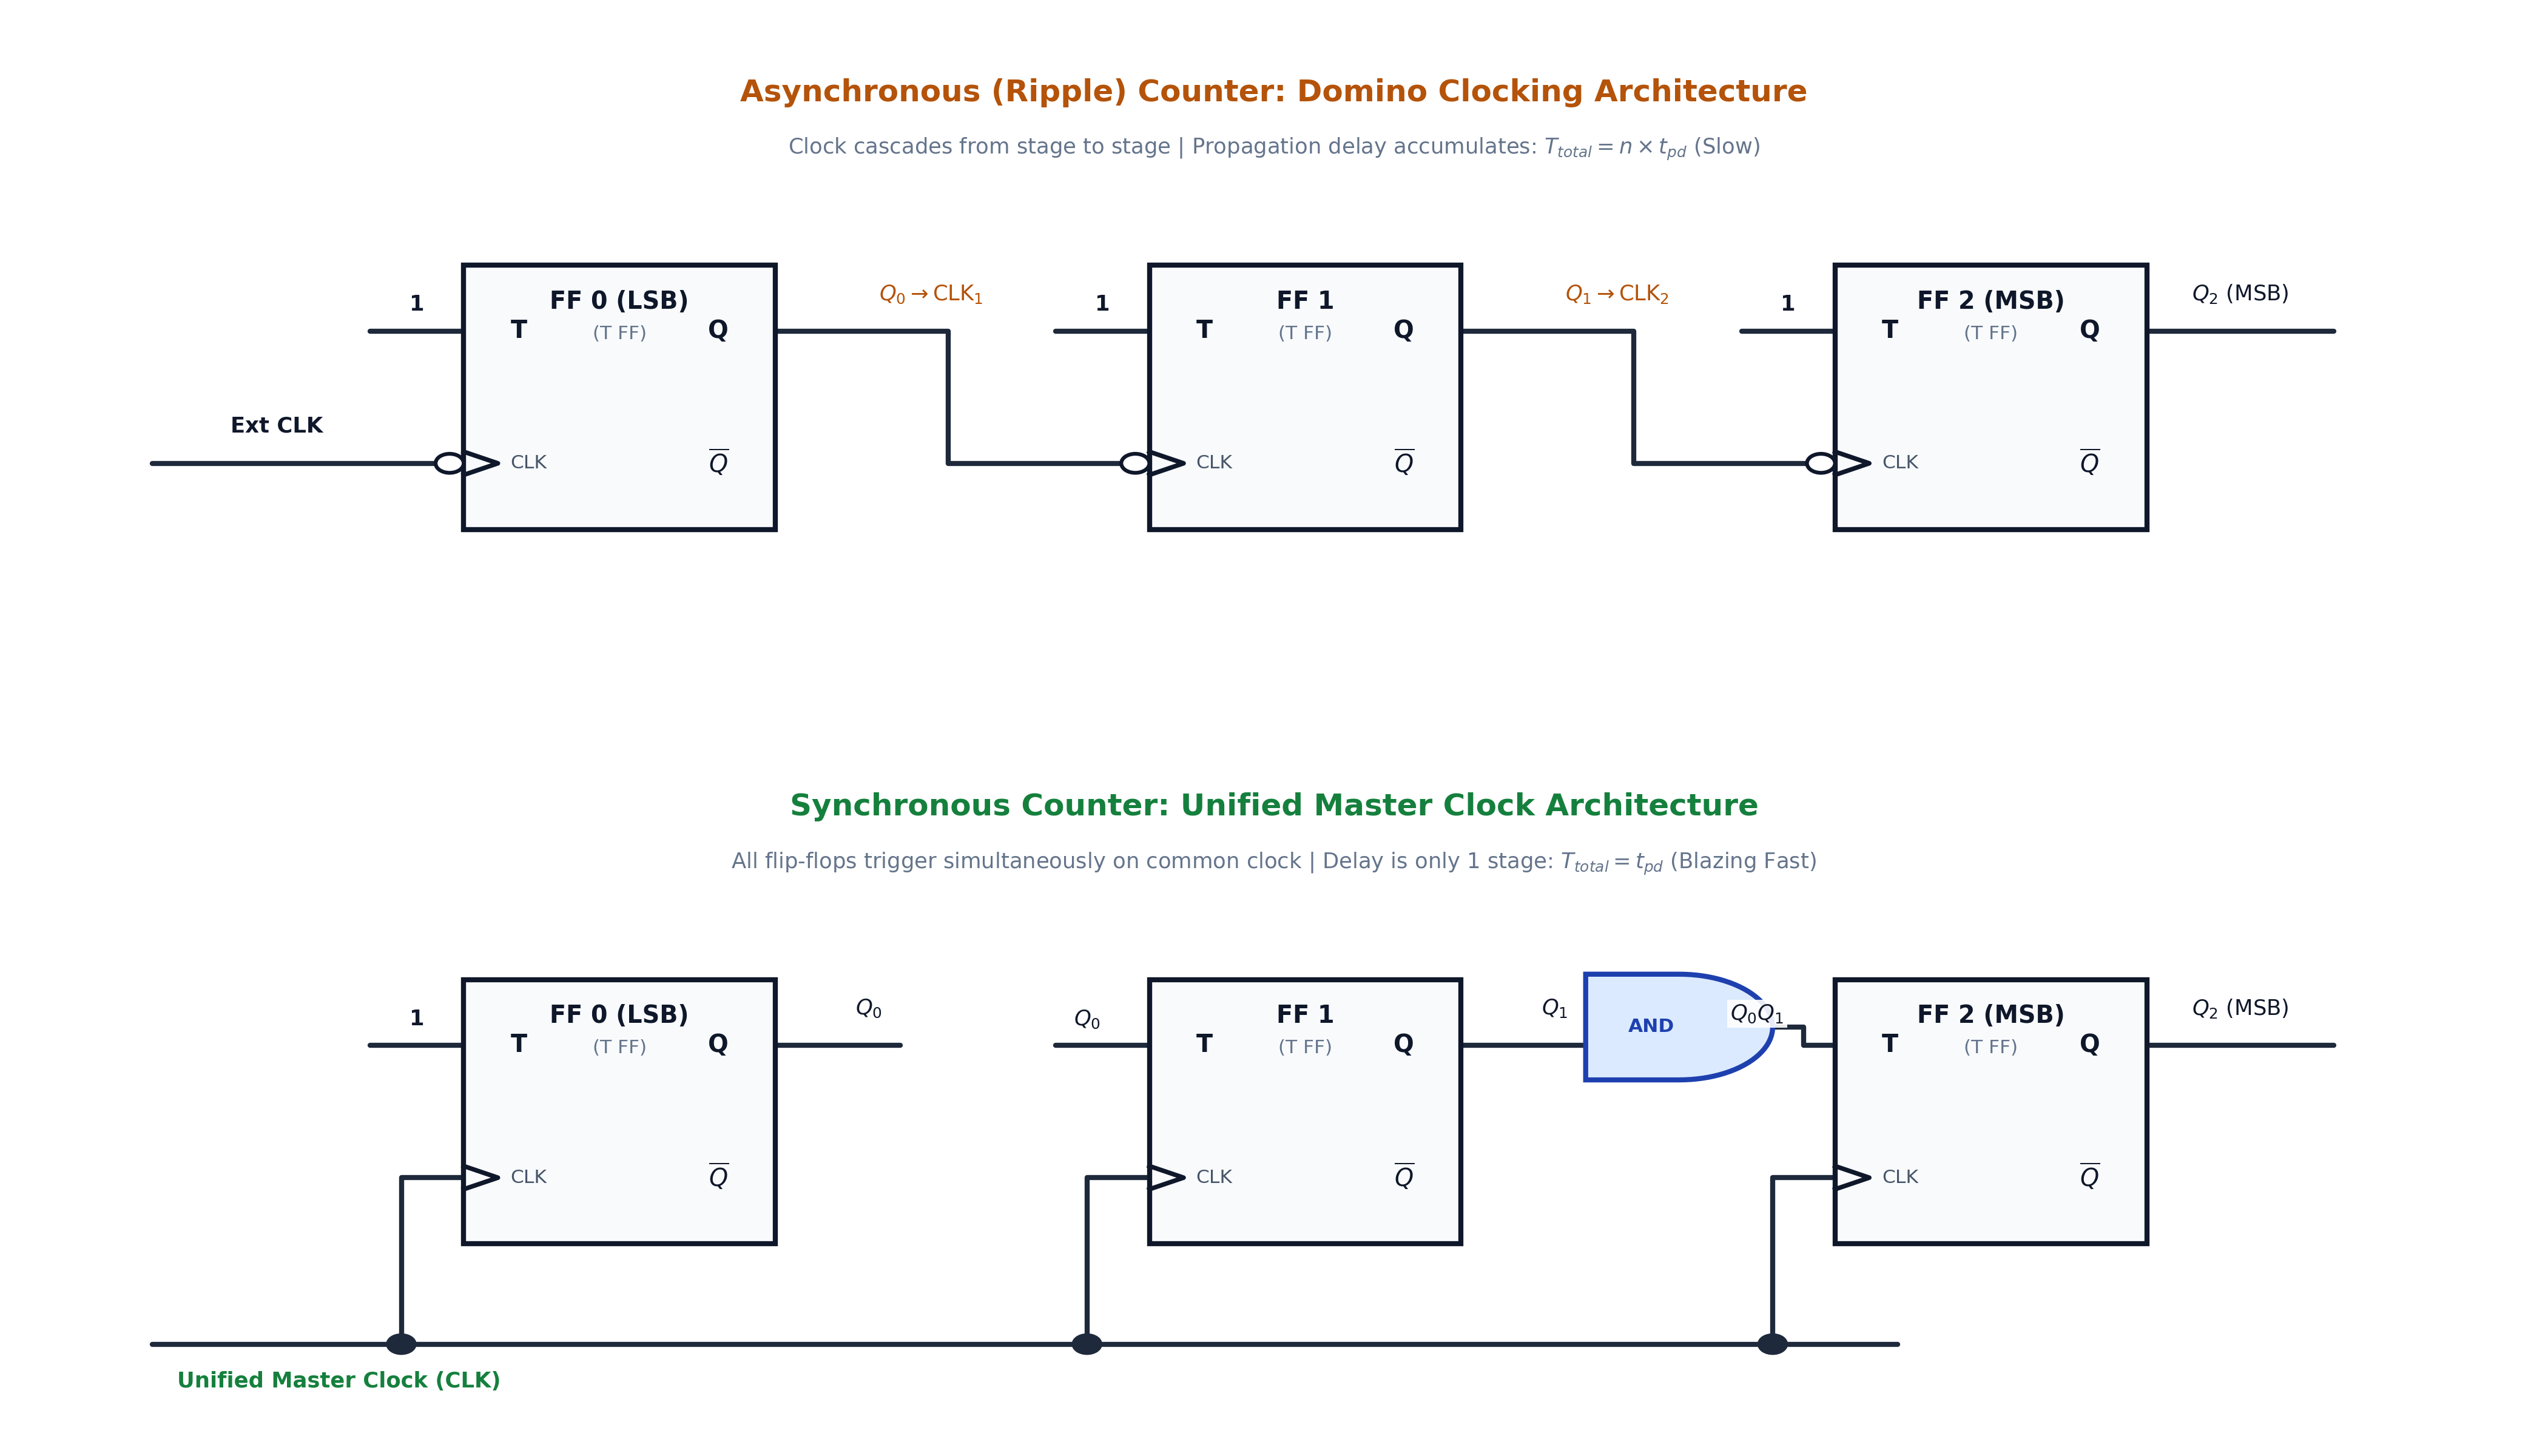 Asynchronous (Ripple) Counter: Domino Clocking Architecture
Clock cascades from stage to stage | Propagation delay accumulates: T_total = n × t_pd (Slow)
1
FF 0 (LSB)
T (T FF) Q
Ext CLK
CLK Q̅
Q₀ → CLK₁
1
FF 1
T (T FF) Q
CLK Q̅
Q₁ → CLK₂
1
FF 2 (MSB)
T (T FF) Q
CLK Q̅
Q₂ (MSB)
Synchronous Counter: Unified Master Clock Architecture
All flip-flops trigger simultaneously on common clock | Delay is only 1 stage: T_total = t_pd (Blazing Fast)
1
FF 0 (LSB)
T (T FF) Q
CLK Q̅
Q₀
Q₀
FF 1
T (T FF) Q
CLK Q̅
Q₁
AND
Q₀Q₁
FF 2 (MSB)
T (T FF) Q
CLK Q̅
Q₂ (MSB)
Unified Master Clock (CLK)